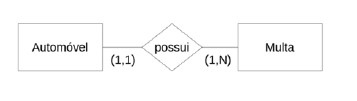 Automóvel possui Multa
(1,1) (1,N)